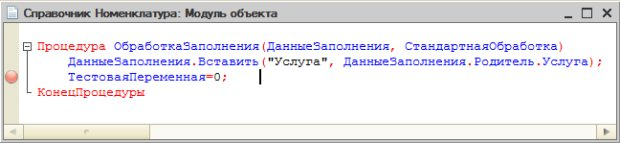 Справочник Номенклатура: Модуль объекта
Процедура ОбработкаЗаполнения(ДанныеЗаполнения, СтандартнаяОбработка)
ДанныеЗаполнения.Вставить("Услуга", ДанныеЗаполнения.Родитель.Услуга);
ТестоваяПеременная=0;
КонецПроцедуры